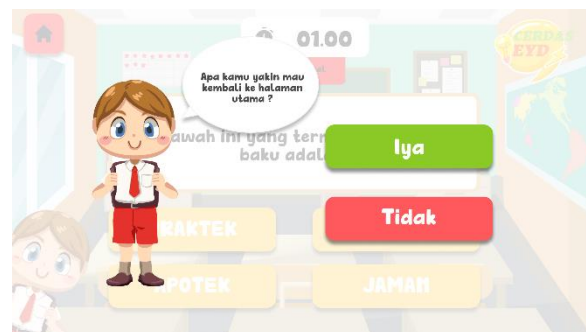 01.00
CERDAS
EYD
Apa kamu yakin mau
kembali ke halaman
utama ?
awah ini yang terr
baku adal
Iya
Tidak
RAKTEK
POTEK
JAMAN